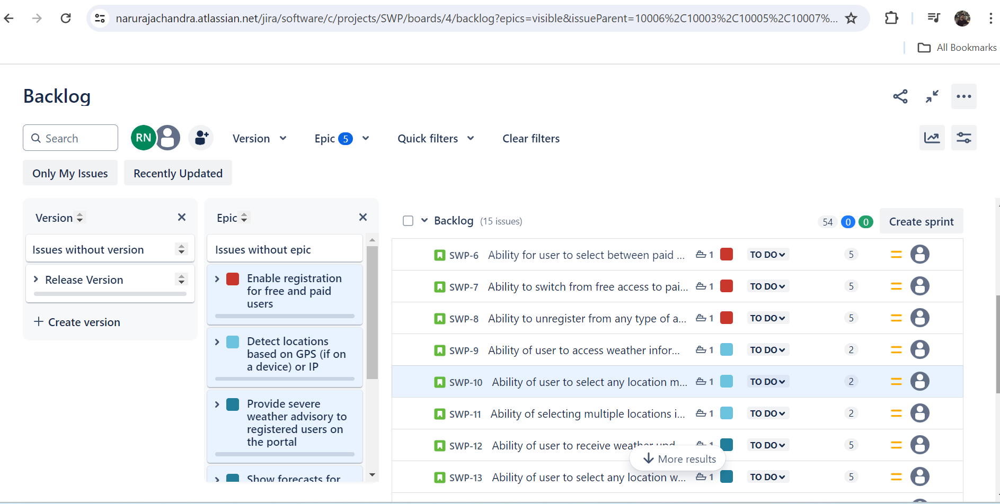 narurajachandra.atlassian.net/jira/software/c/projects/SWP/boards/4/backlog?epics=visible&issueParent=10006%2C10003%2C10005%2C10007%...
All Bookmarks
Backlog
Search
RN
Version
Epic 5
Quick filters
Clear filters
Only My Issues
Recently Updated
Version
Issues without version
Release Version
+ Create version
Epic
Issues without epic
Enable registration
for free and paid
users
Detect locations
based on GPS (if on
a device) or IP
Provide severe
weather advisory to
registered users on
the portal
Show forecasts for
Backlog (15 issues) 54 0 0 Create sprint
SWP-6 Ability for user to select between paid ... 1 TO DO 5
SWP-7 Ability to switch from free access to pai... 1 TO DO 5
SWP-8 Ability to unregister from any type of a... 1 TO DO 5
SWP-9 Ability of user to access weather infor... 1 TO DO 2
SWP-10 Ability of user to select any location m... 1 TO DO 2
SWP-11 Ability of selecting multiple locations i... 1 TO DO 2
SWP-12 Ability of user to receive weather upd 1 TO DO 5
More results
SWP-13 Ability of user to select any location w... 1 TO DO 5